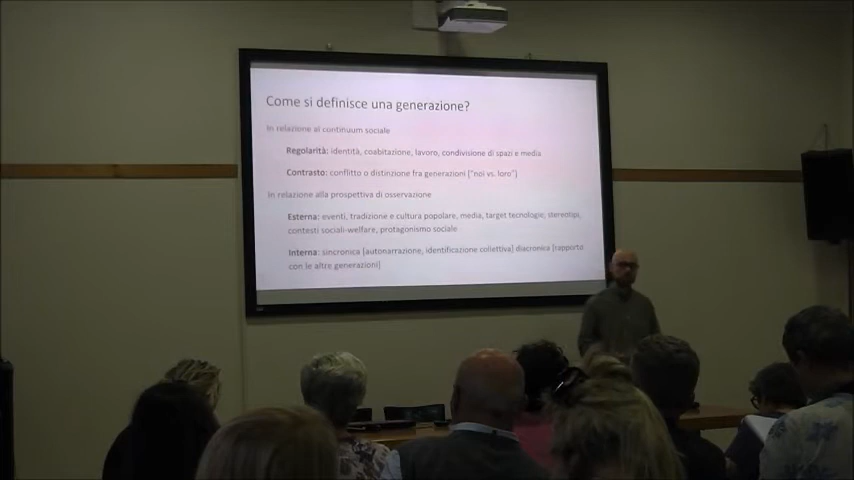 Come si definisce una generazione?
In relazione al continuum sociale
Regolarità: identità, coabitazione, lavoro, condivisione di spazi e media
Contrasto: conflitto o distinzione fra generazioni ("noi vs. loro")
In relazione alla prospettiva di osservazione
Esterna: eventi, tradizione e cultura popolare, media, target tecnologie, stereotipi,
contesti sociali-welfare, protagonismo sociale
Interna: sincronica [autonarrazione, identificazione collettiva] diacronica [rapporto
con le altre generazioni]